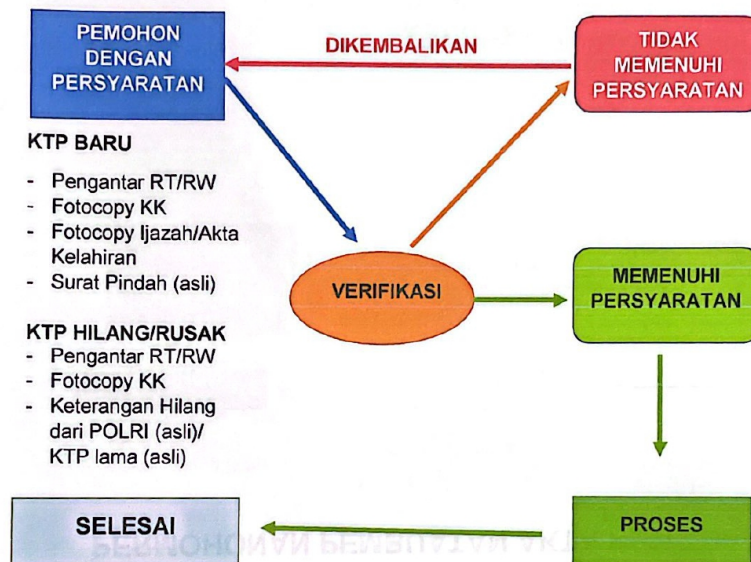 PEMOHON
DENGAN
PERSYARATAN
DIKEMBALIKAN
TIDAK
MEMENUHI
PERSYARATAN
KTP BARU
- Pengantar RT/RW
- Fotocopy KK
- Fotocopy Ijazah/Akta
Kelahiran
- Surat Pindah (asli)
VERIFIKASI
MEMENUHI
PERSYARATAN
KTP HILANG/RUSAK
- Pengantar RT/RW
- Fotocopy KK
- Keterangan Hilang
dari POLRI (asli)/
KTP lama (asli)
SELESAI
PROSES
PERMOHONAN PEMBUATAN